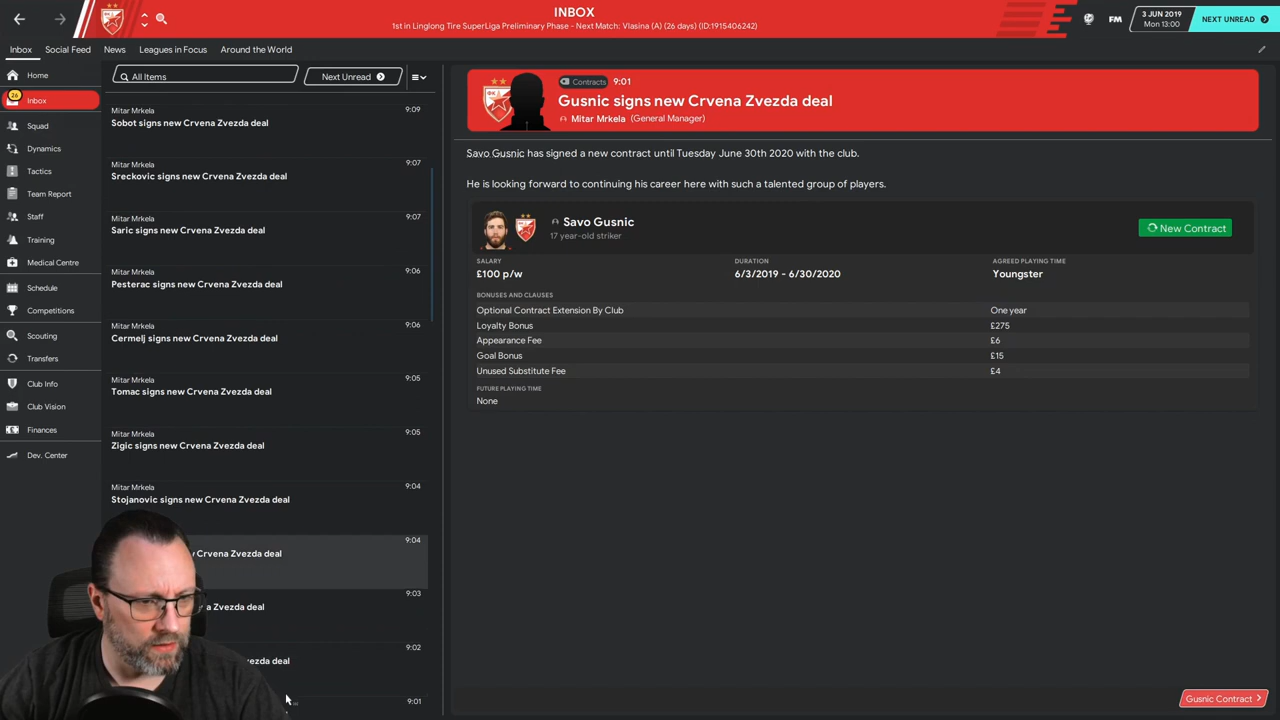 INBOX
1st in Linglong Tire SuperLiga Preliminary Phase - Next Match: Vlasina (A) (26 days) (ID:1915406242)
FM
3 JUN 2019
MON 13:00
NEXT UNREAD
Inbox
Social Feed
News
Leagues in Focus
Around the World
Home
26
Inbox
Squad
Dynamics
Tactics
Team Report
Staff
Training
Medical Centre
Schedule
Competitions
Scouting
Transfers
Club Info
Club Vision
Finances
Dev. Center
All Items
Next Unread
Mitar Mrkela 9:09
Sobot signs new Crvena Zvezda deal
Mitar Mrkela 9:07
Sreckovic signs new Crvena Zvezda deal
Mitar Mrkela 9:07
Saric signs new Crvena Zvezda deal
Mitar Mrkela 9:06
Pesterac signs new Crvena Zvezda deal
Mitar Mrkela 9:06
Cermelj signs new Crvena Zvezda deal
Mitar Mrkela 9:05
Tomac signs new Crvena Zvezda deal
Mitar Mrkela 9:05
Zigic signs new Crvena Zvezda deal
Mitar Mrkela 9:04
Stojanovic signs new Crvena Zvezda deal
9:04
Crvena Zvezda deal
9:03
a Zvezda deal
9:02
zvezda deal
9:01
Contracts 9:01
Gusnic signs new Crvena Zvezda deal
Mitar Mrkela (General Manager)
Savo Gusnic has signed a new contract until Tuesday June 30th 2020 with the club.
He is looking forward to continuing his career here with such a talented group of players.
Savo Gusnic
17 year-old striker
New Contract
SALARY DURATION AGREED PLAYING TIME
£100 p/w 6/3/2019 - 6/30/2020 Youngster
BONUSES AND CLAUSES
Optional Contract Extension By Club One year
Loyalty Bonus £275
Appearance Fee £6
Goal Bonus £15
Unused Substitute Fee £4
FUTURE PLAYING TIME
None
Gusnic Contract